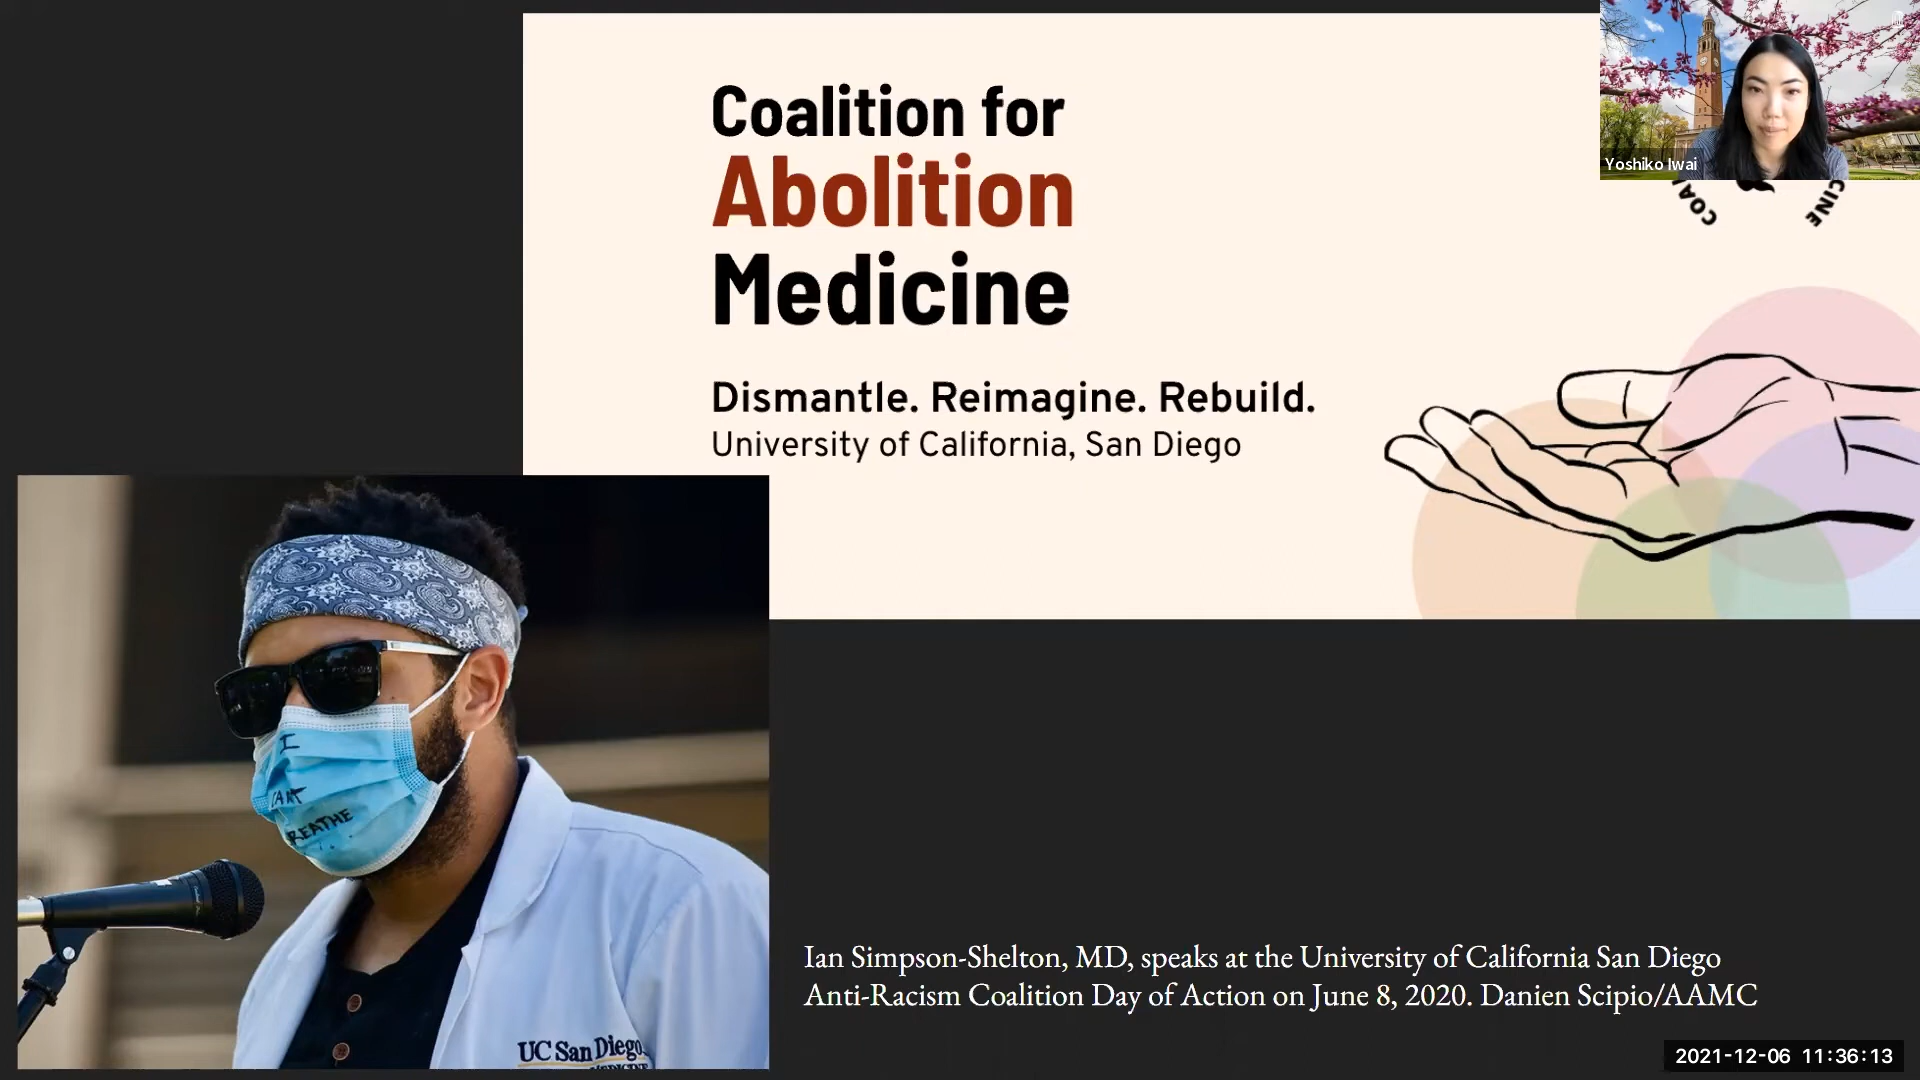 Coalition for
Abolition
Medicine
Dismantle. Reimagine. Rebuild.
University of California, San Diego
Yoshiko Iwai
COA
CINE
I
CAN'T
BREATHE
UC San Diego
Ian Simpson-Shelton, MD, speaks at the University of California San Diego
Anti-Racism Coalition Day of Action on June 8, 2020. Danien Scipio/AAMC
2021-12-06 11:36:13